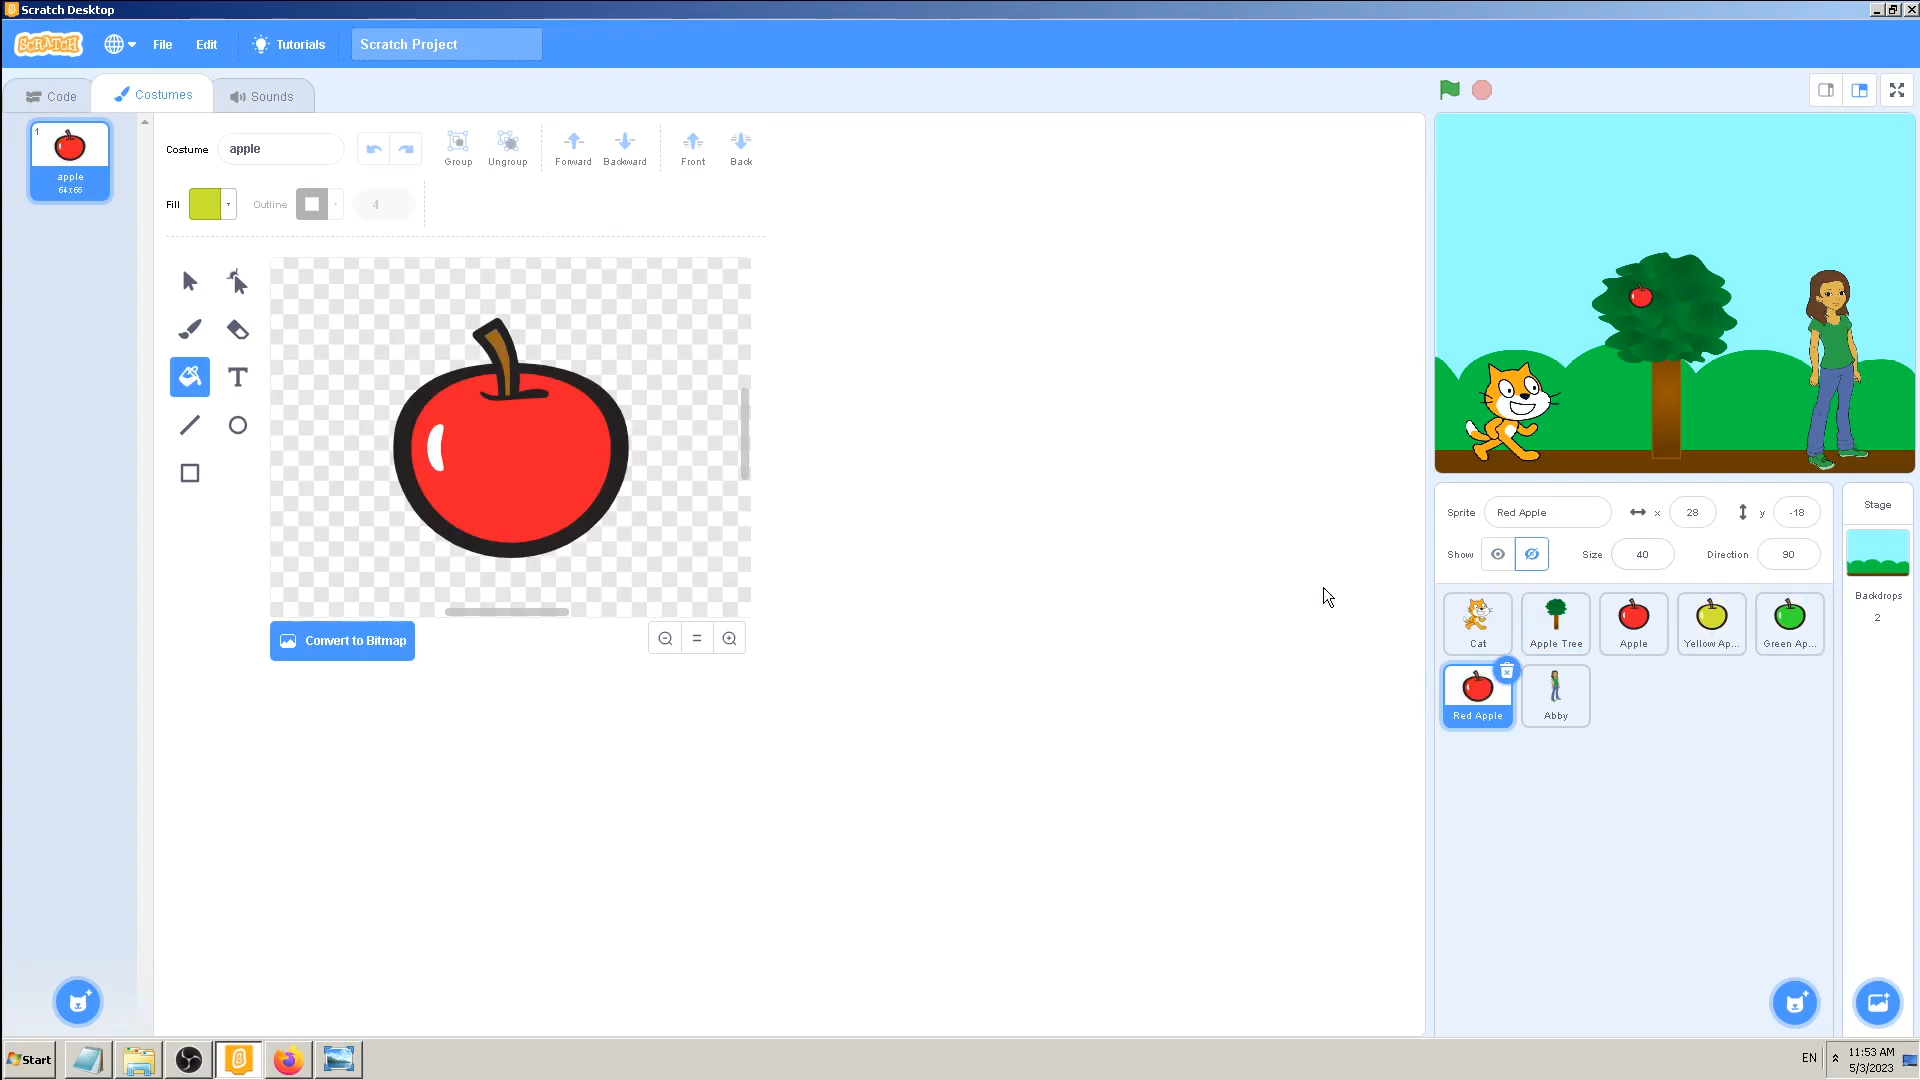 Scratch Desktop
SCRATCH
File
Edit
Tutorials
Scratch Project
Code
Costumes
Sounds
1
apple
64 x 66
Costume
apple
Group
Ungroup
Forward
Backward
Front
Back
Fill
Outline
4
T
Convert to Bitmap
Sprite
Red Apple
x
28
y
-18
Show
Size
40
Direction
90
Cat
Apple Tree
Apple
Yellow Ap...
Green Ap...
Red Apple
Abby
Stage
Backdrops
2
Start
EN
11:53 AM
5/3/2023